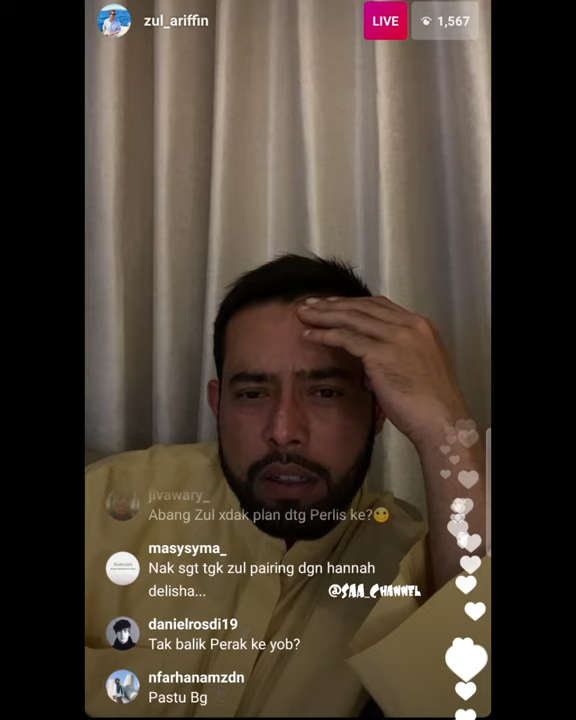 zul_ariffin
LIVE
1,567
jivawary_
Abang Zul xdak plan dtg Perlis ke?🙂
masysyma_
Nak sgt tgk zul pairing dgn hannah
delisha...
@SAA_CHANNEL
danielrosdi19
Tak balik Perak ke yob?
nfarhanamzdn
Pastu Bg